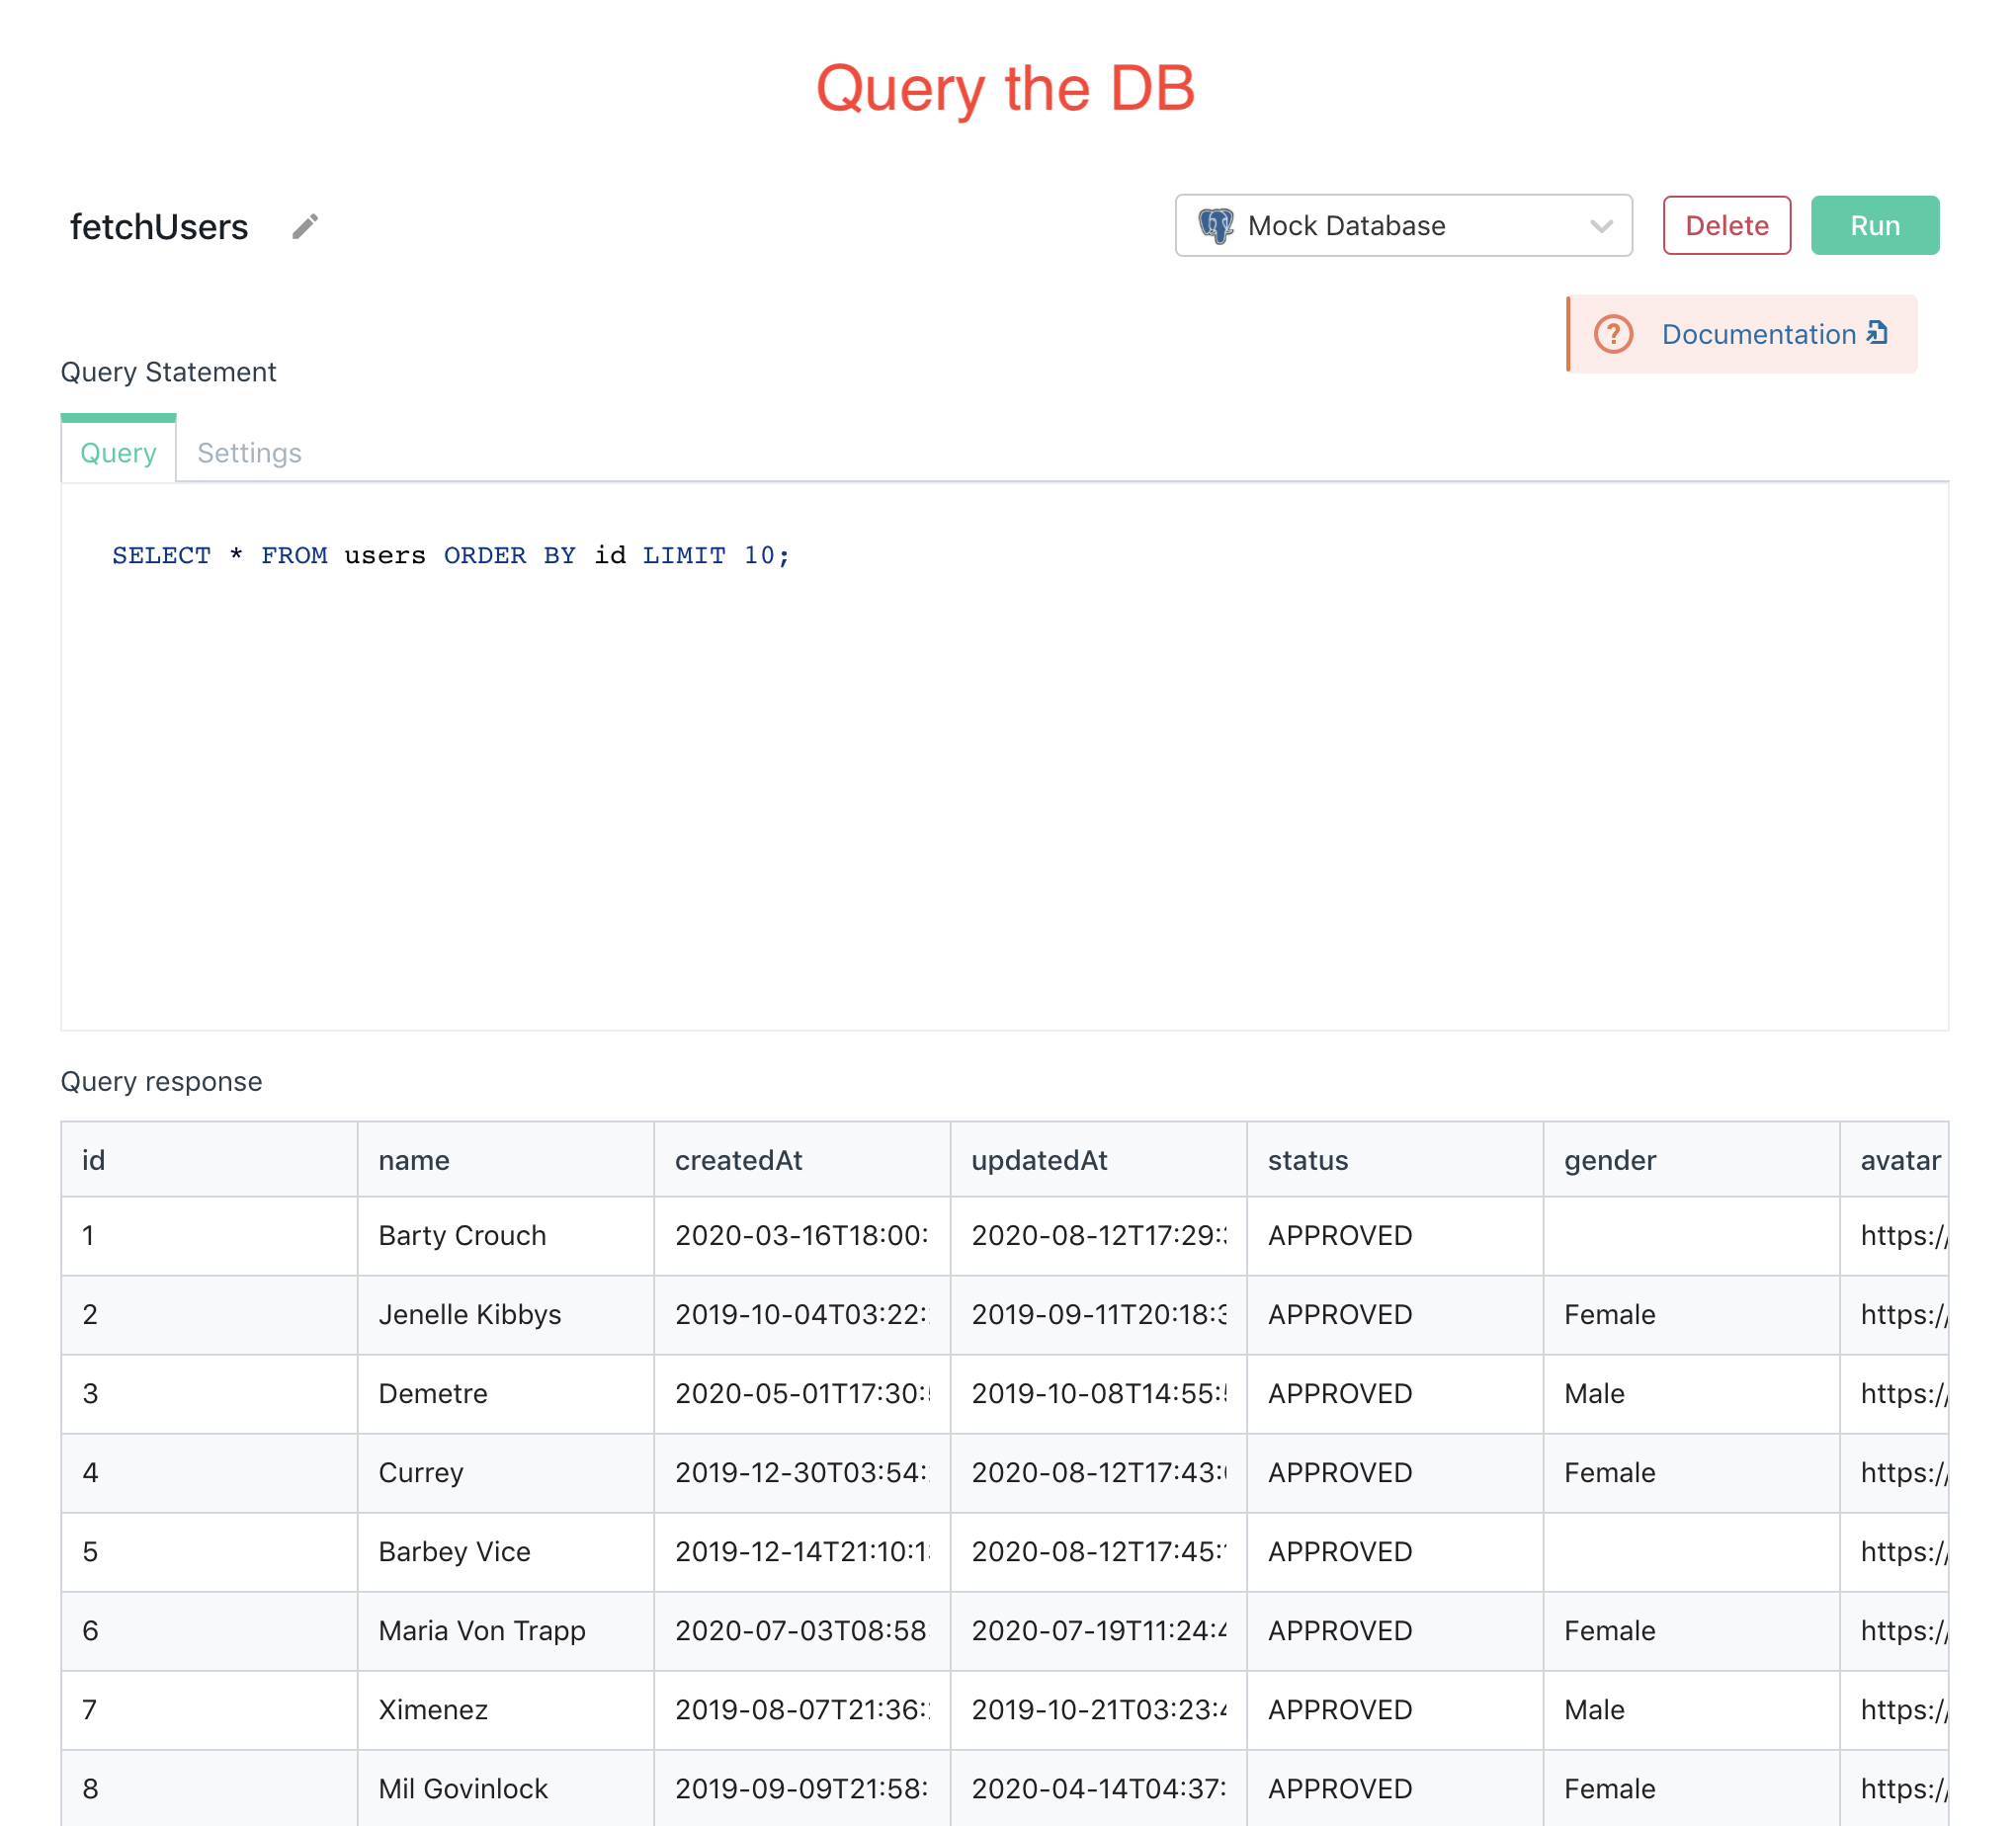 Query the DB
fetchUsers
Mock Database
Delete
Run
Documentation
Query Statement
Query Settings
SELECT * FROM users ORDER BY id LIMIT 10;
Query response
id name createdAt updatedAt status gender avatar
1 Barty Crouch 2020-03-16T18:00: 2020-08-12T17:29: APPROVED https://
2 Jenelle Kibbys 2019-10-04T03:22: 2019-09-11T20:18:3 APPROVED Female https://
3 Demetre 2020-05-01T17:30: 2019-10-08T14:55: APPROVED Male https://
4 Currey 2019-12-30T03:54: 2020-08-12T17:43: APPROVED Female https://
5 Barbey Vice 2019-12-14T21:10:1 2020-08-12T17:45: APPROVED https://
6 Maria Von Trapp 2020-07-03T08:58 2020-07-19T11:24:4 APPROVED Female https://
7 Ximenez 2019-08-07T21:36: 2019-10-21T03:23:4 APPROVED Male https://
8 Mil Govinlock 2019-09-09T21:58: 2020-04-14T04:37: APPROVED Female https://